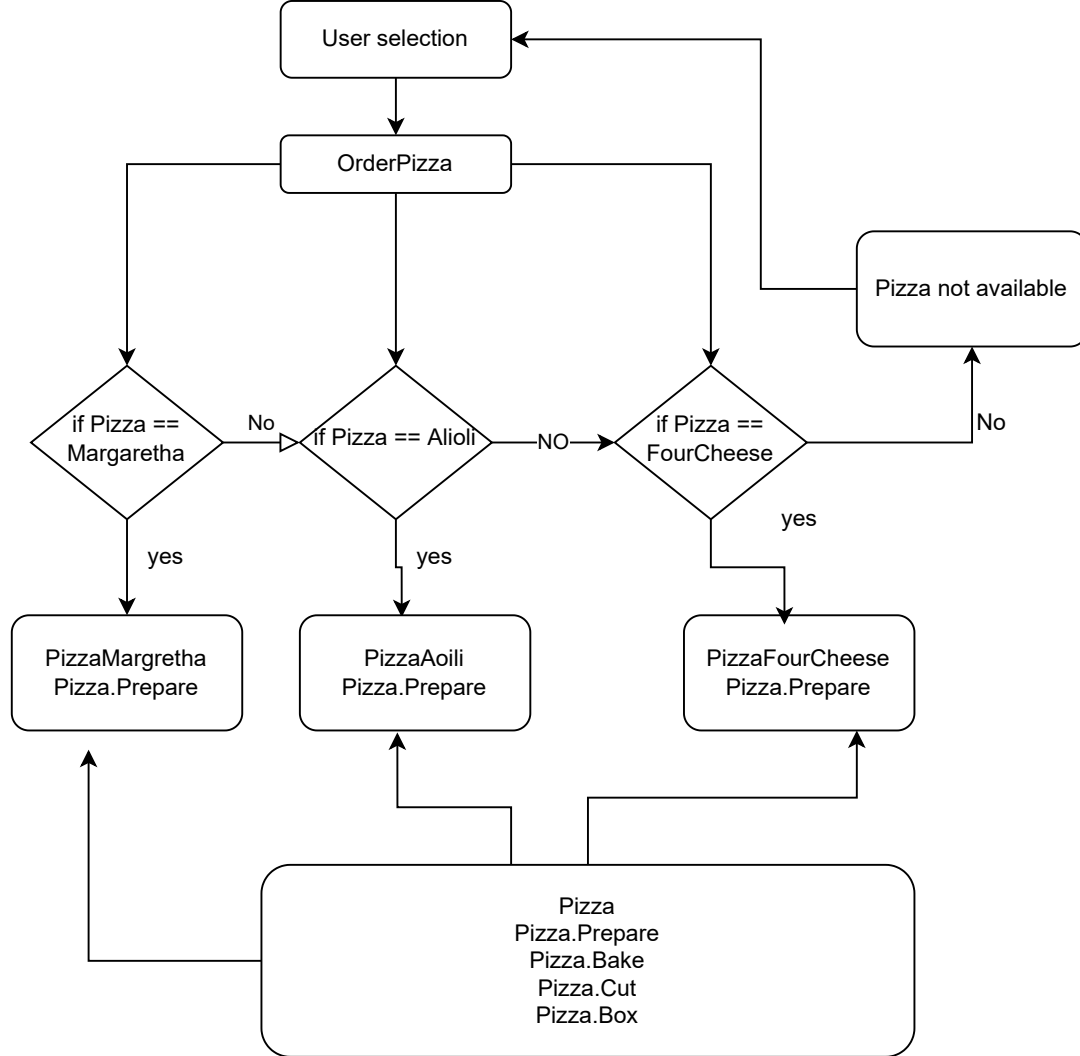 User selection
OrderPizza
Pizza not available
if Pizza ==
Margaretha
No
if Pizza == Alioli
NO
if Pizza ==
FourCheese
No
yes
yes
yes
PizzaMargretha
Pizza.Prepare
PizzaAoili
Pizza.Prepare
PizzaFourCheese
Pizza.Prepare
Pizza
Pizza.Prepare
Pizza.Bake
Pizza.Cut
Pizza.Box